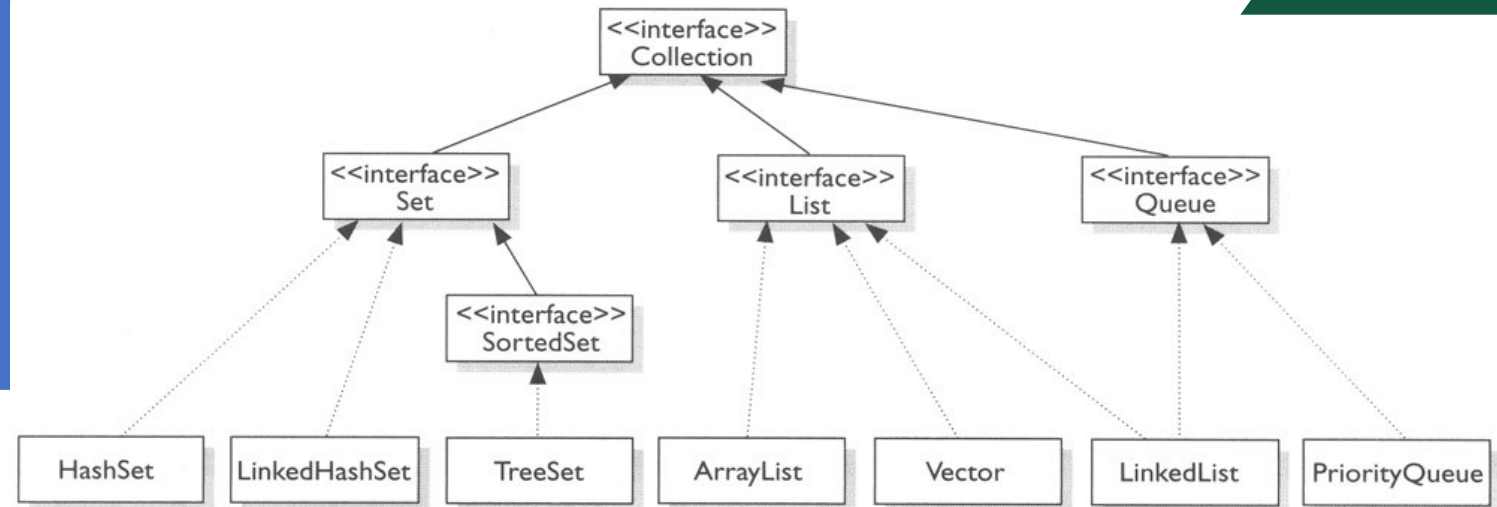 <<interface>>
Collection
<<interface>>
Set
<<interface>>
List
<<interface>>
Queue
<<interface>>
SortedSet
HashSet
LinkedHashSet
TreeSet
ArrayList
Vector
LinkedList
PriorityQueue